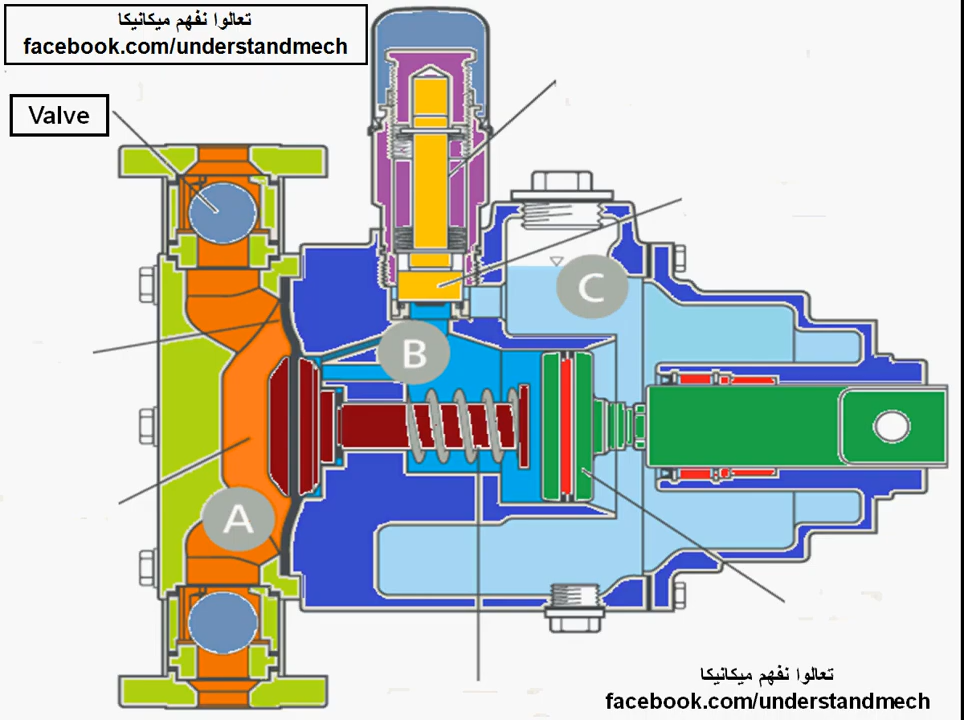 تعالوا نفهم ميكانيكا
facebook.com/understandmech
Valve
C
B
A
تعالوا نفهم ميكانيكا
facebook.com/understandmech